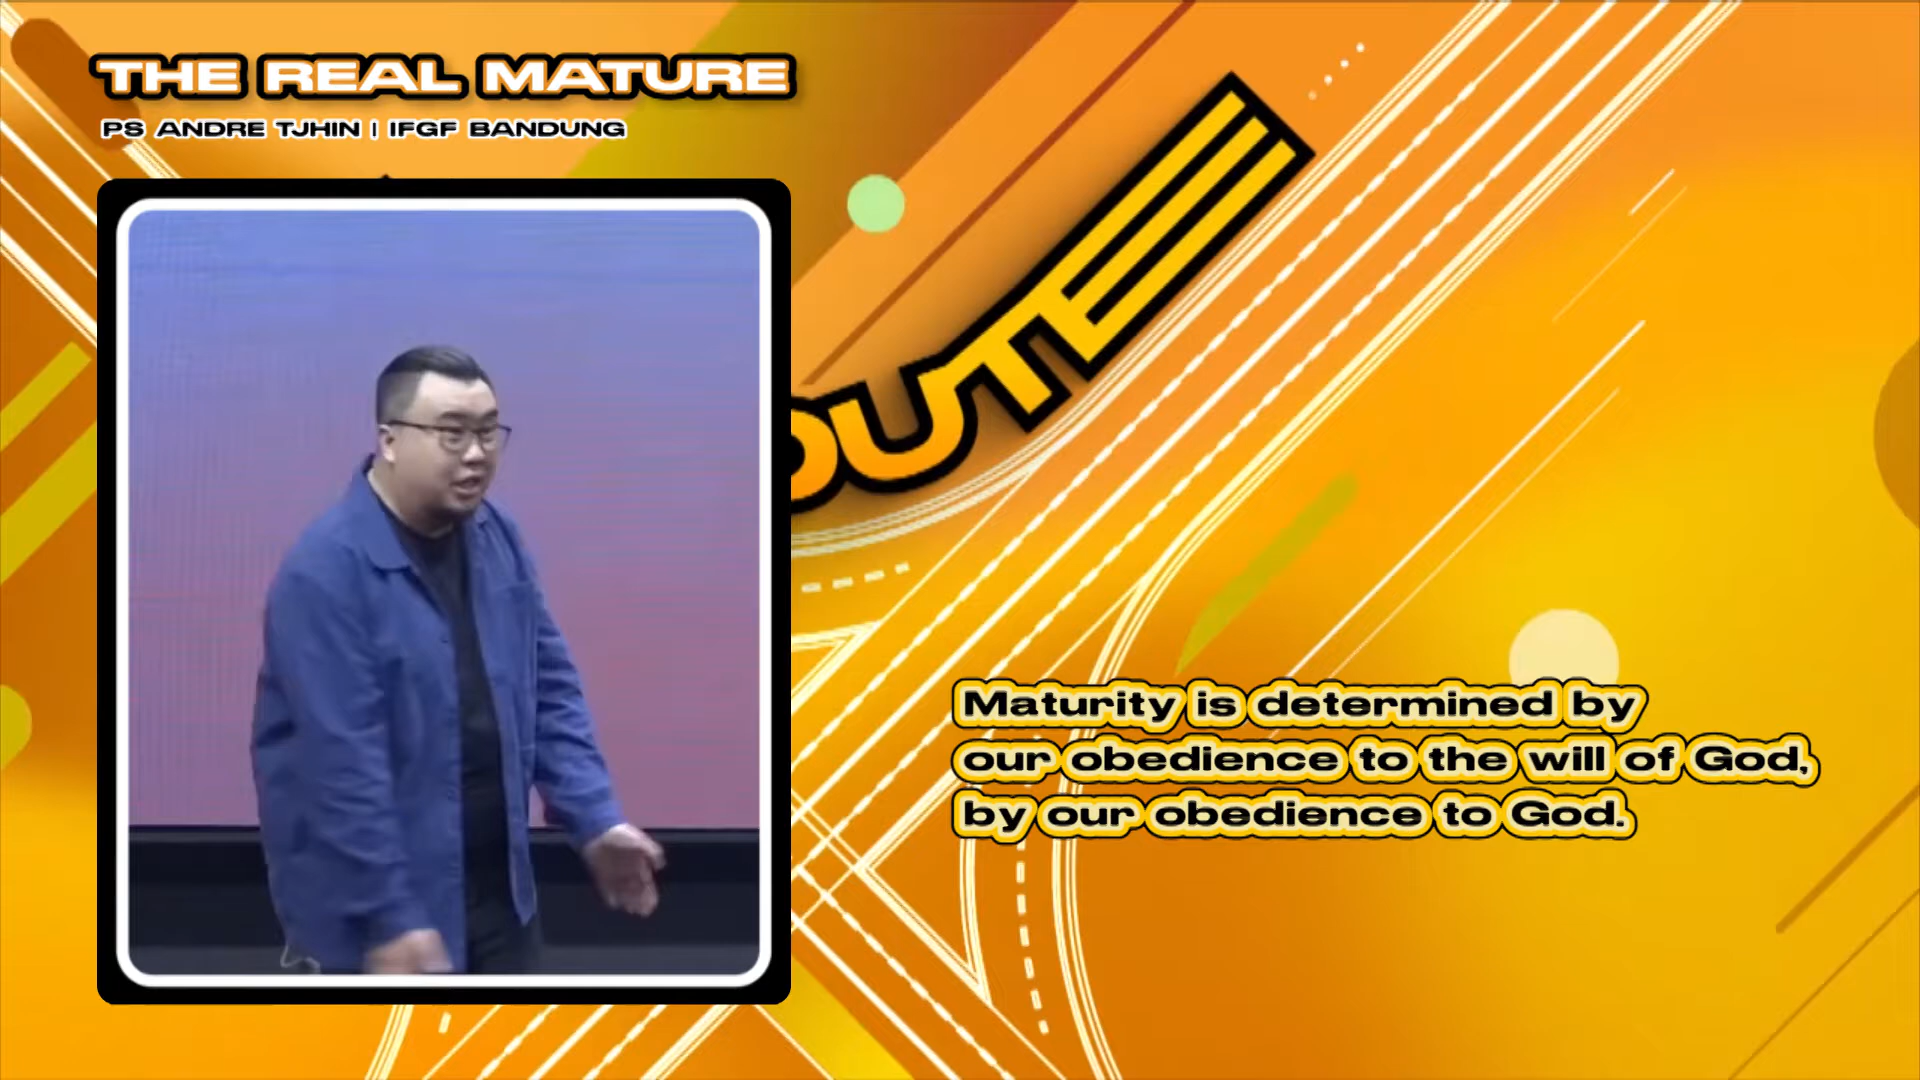 THE REAL MATURE
PS ANDRE TJHIN | IFGF BANDUNG
Maturity is determined by
our obedience to the will of God,
by our obedience to God.